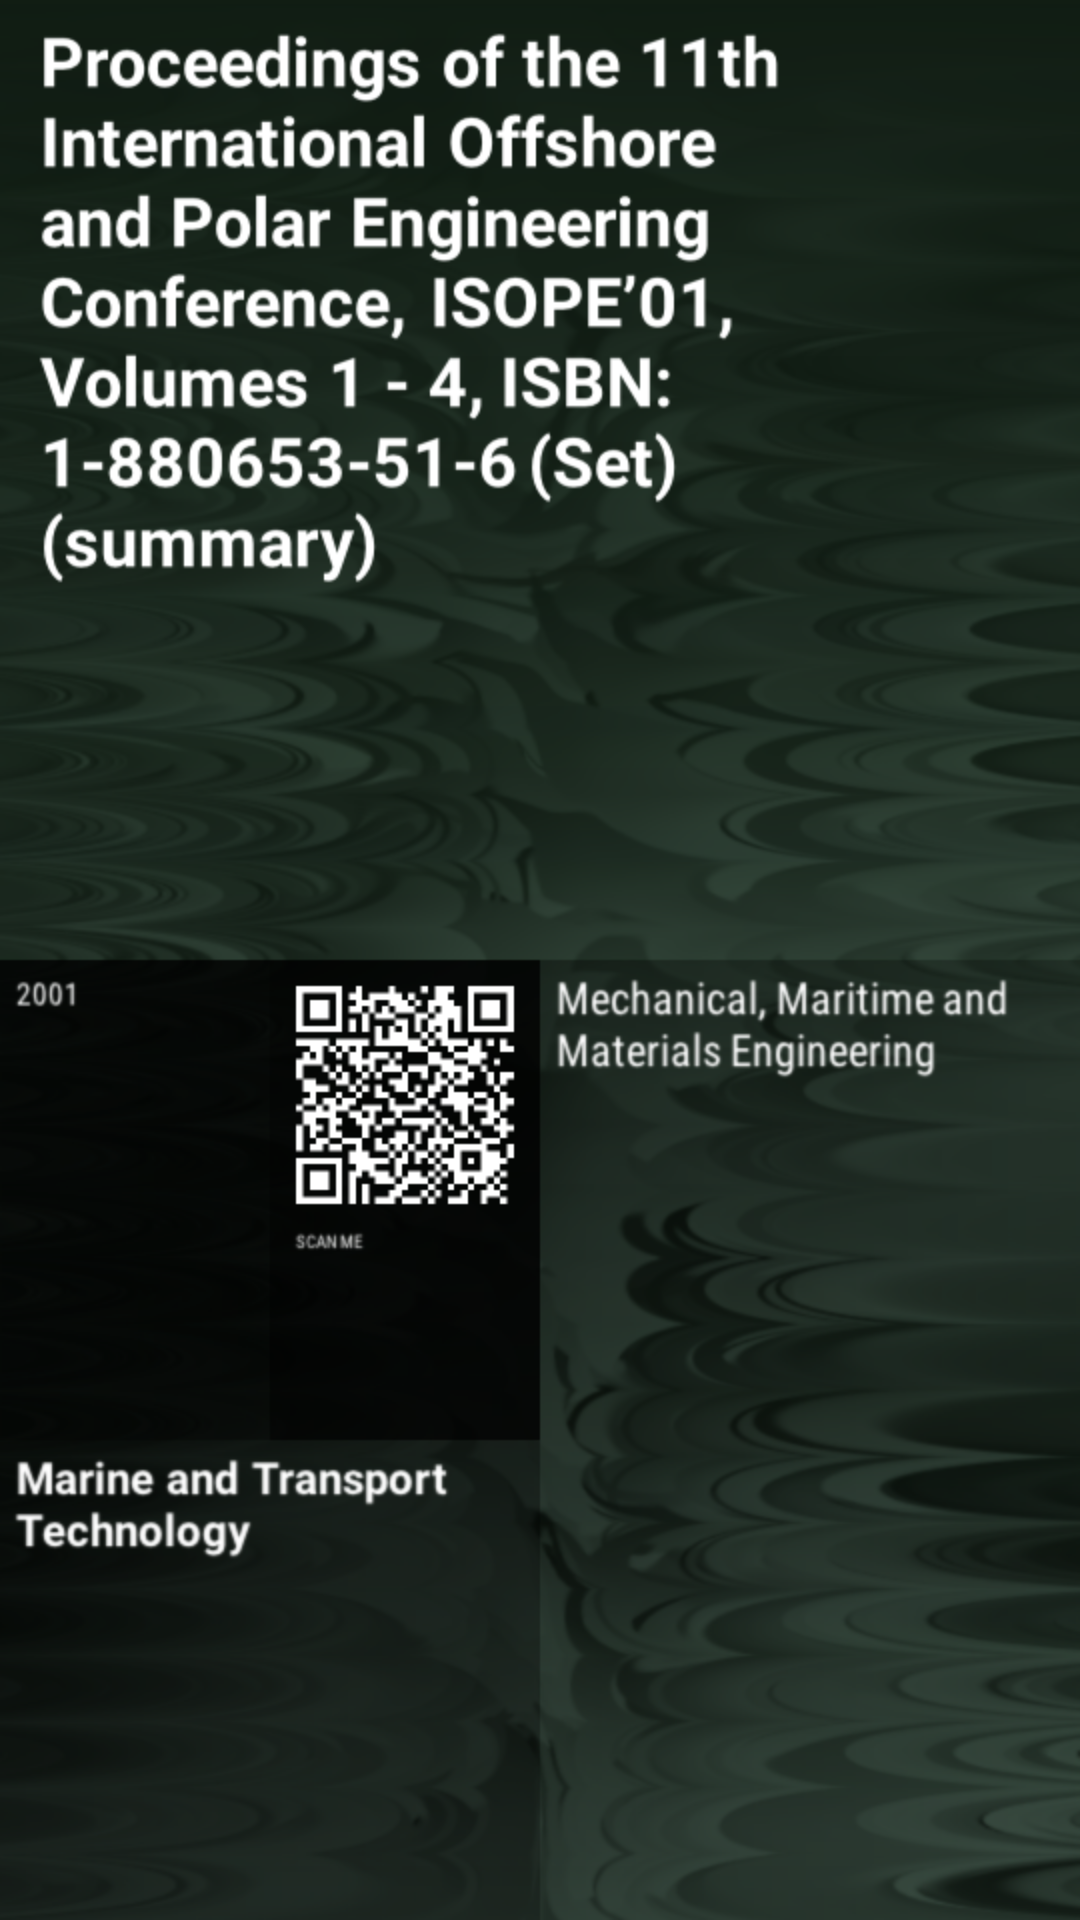 Proceedings of the 11th
International Offshore
and Polar Engineering
Conference, ISOPE’01,
Volumes 1 - 4, ISBN:
1-880653-51-6 (Set)
(summary)
2001
SCAN ME
Mechanical, Maritime and
Materials Engineering
Marine and Transport
Technology